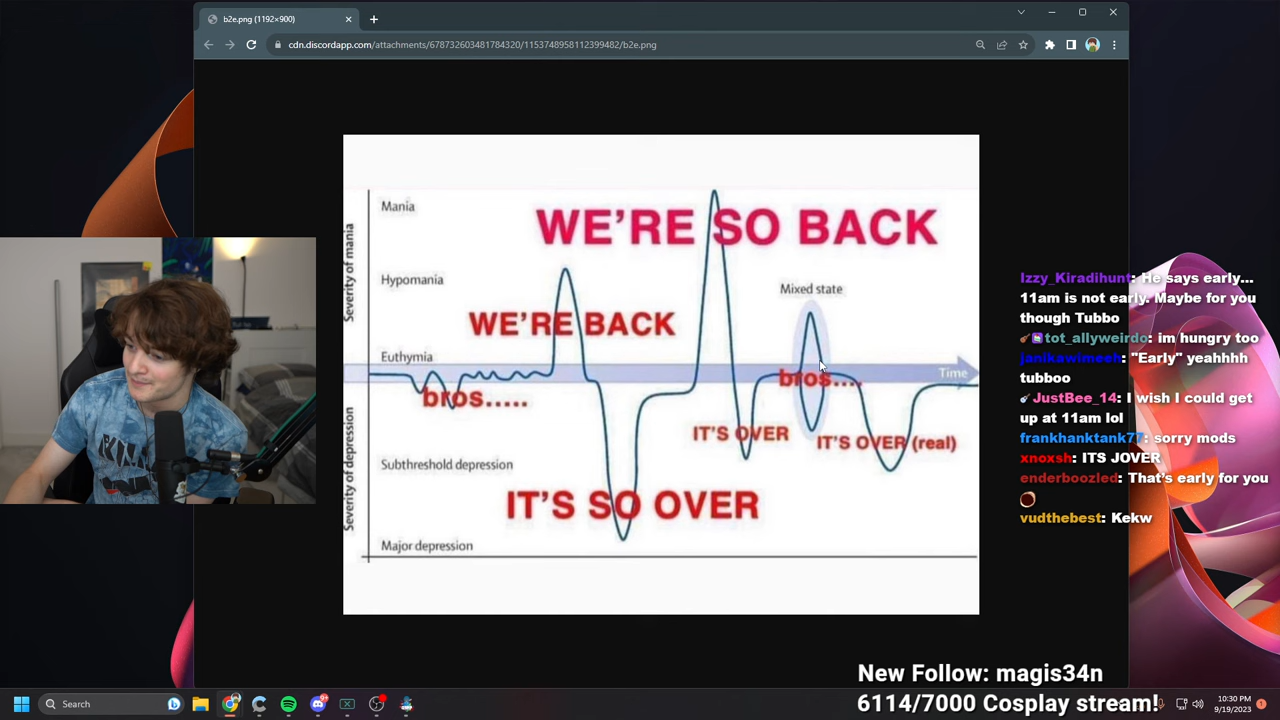 b2e.png (1192×900)
cdn.discordapp.com/attachments/678732603481784320/1153748958112399482/b2e.png
Mania
WE'RE SO BACK
Severity of mania
Hypomania
Mixed state
WE'RE BACK
Euthymia
Time
bros.....
bros....
IT'S OVER
IT'S OVER (real)
Severity of depression
Subthreshold depression
IT'S SO OVER
Major depression
Izzy_Kiradihunt: He says early...
11am is not early. Maybe for you
though Tubbo
tot_allyweirdo: im hungry too
janikawimeeh: "Early" yeahhhh
tubboo
JustBee_14: I wish I could get
up at 11am lol
frankhanktank77: sorry mods
xnoxsh: ITS JOVER
enderboozled: That's early for you
vudthebest: Kekw
New Follow: magis34n
6114/7000 Cosplay stream!
Search
10:30 PM
9/19/2023